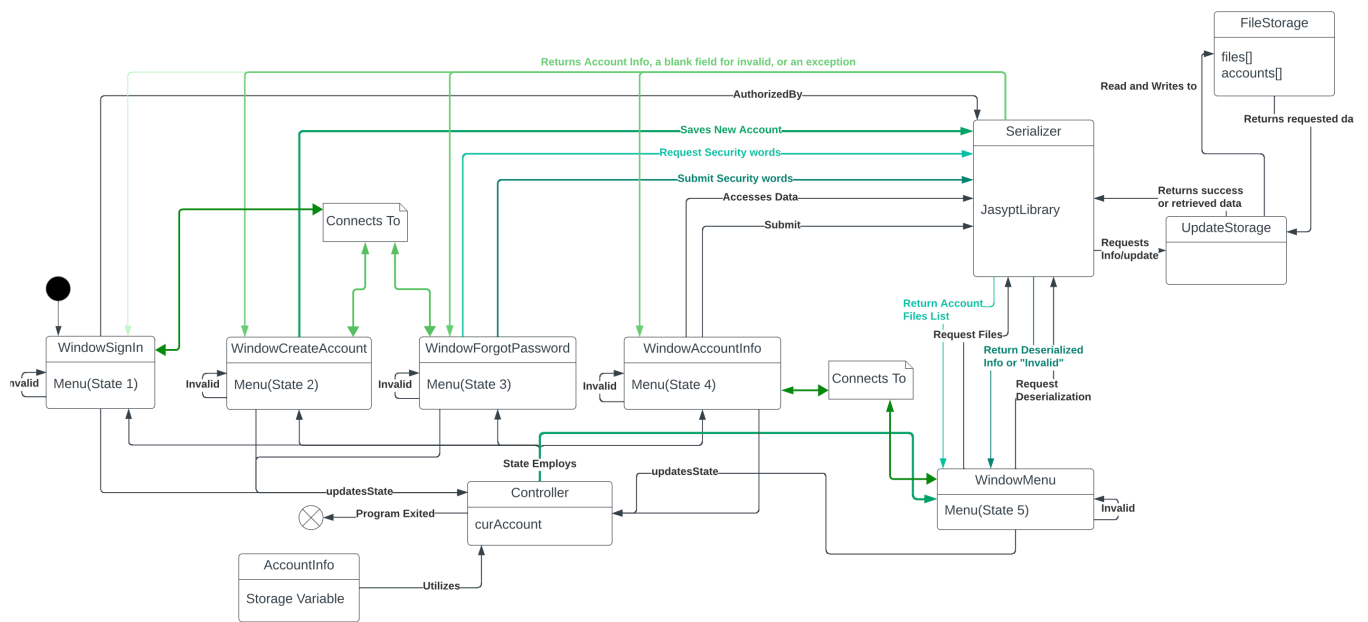 FileStorage
files[]
accounts[]
Returns Account Info, a blank field for invalid, or an exception
Read and Writes to
AuthorizedBy
Returns requested da
Serializer
Saves New Account
Request Security words
Submit Security words
Accesses Data
Returns success
or retrieved data
JasyptLibrary
Connects To
Submit
UpdateStorage
Requests
Info/update
Return Account
Files List
Request Files
WindowSignIn
WindowCreateAccount
WindowForgotPassword
WindowAccountInfo
Return Deserialized
Info or "Invalid"
Connects To
Invalid
Menu(State 1)
Invalid
Menu(State 2)
Invalid
Menu(State 3)
Invalid
Menu(State 4)
Request
Deserialization
State Employs
updatesState
WindowMenu
updatesState
Controller
Menu(State 5)
Invalid
Program Exited
curAccount
AccountInfo
Utilizes
Storage Variable